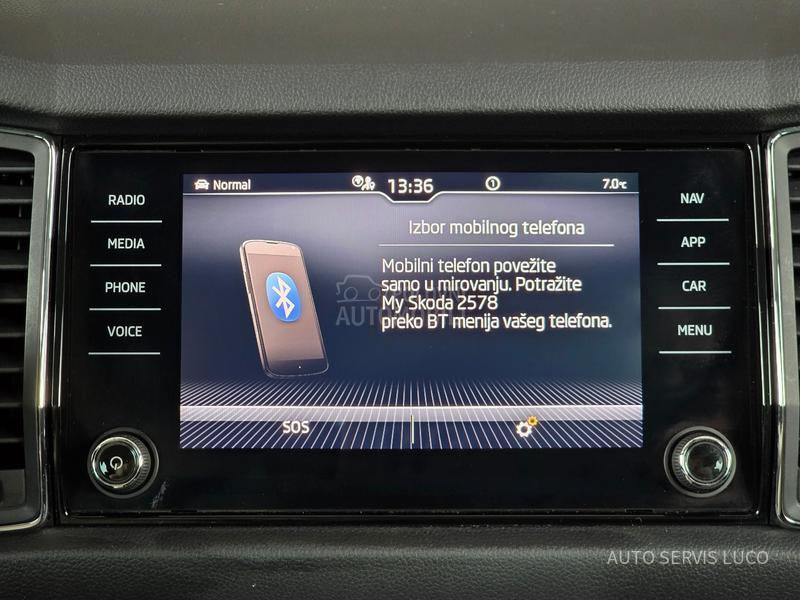 Normal 13:36 1 7.0°C
RADIO
MEDIA
PHONE
VOICE
Izbor mobilnog telefona
Mobilni telefon povežite
samo u mirovanju. Potražite
My Skoda 2578
preko BT menija vašeg telefona.
SOS
NAV
APP
CAR
MENU
AUTO SERVIS LUCO